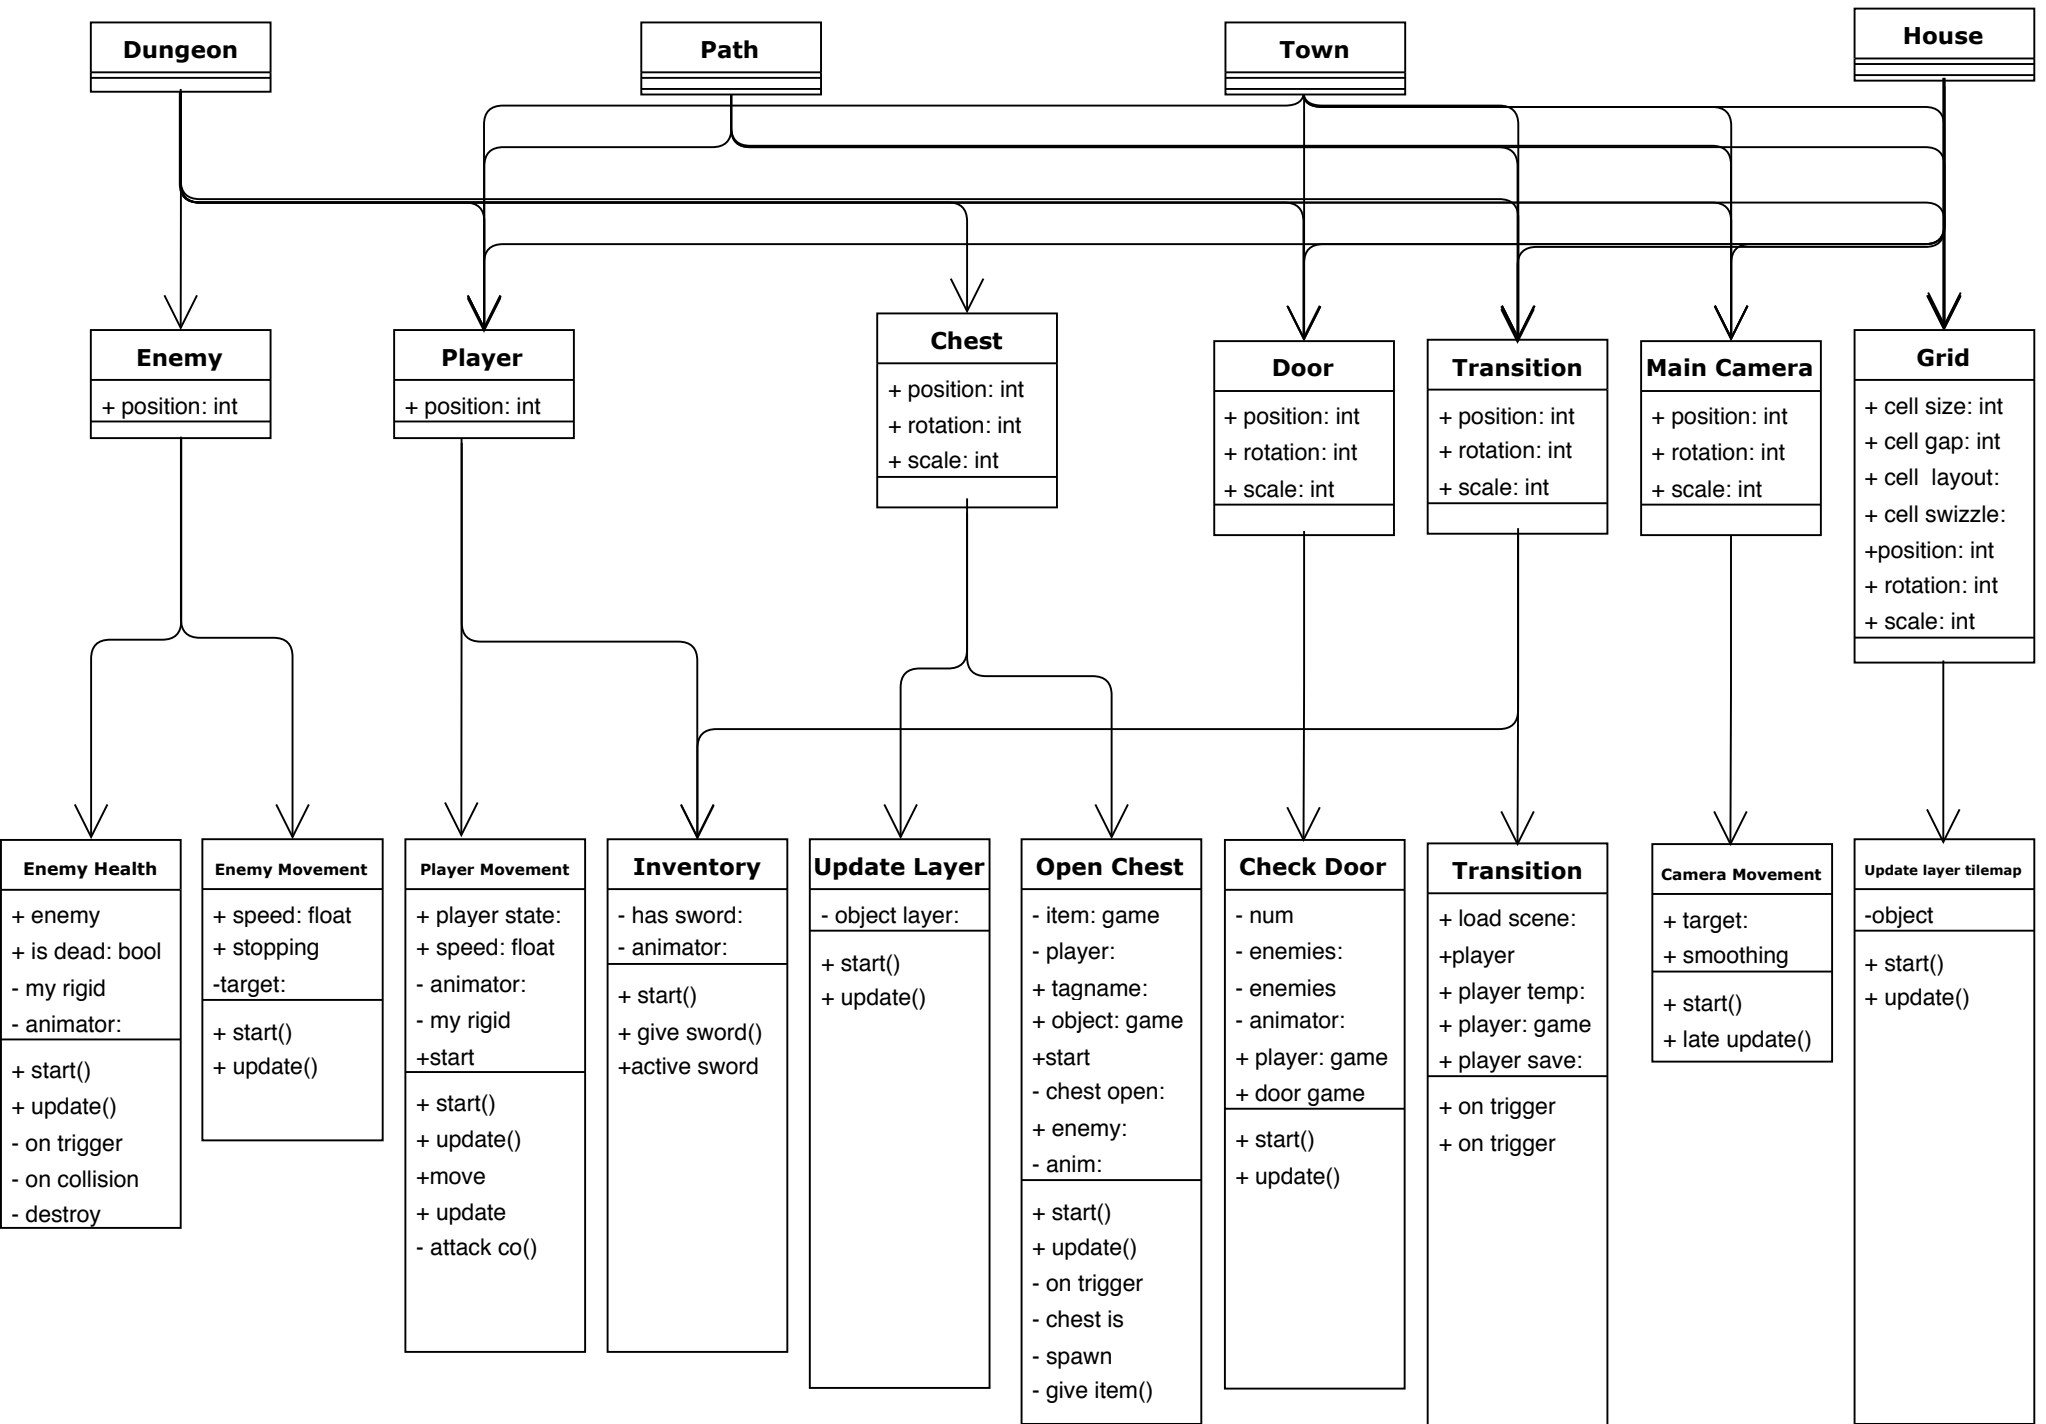 Dungeon
Path
Town
House
Enemy
+ position: int
Player
+ position: int
Chest
+ position: int
+ rotation: int
+ scale: int
Door
+ position: int
+ rotation: int
+ scale: int
Transition
+ position: int
+ rotation: int
+ scale: int
Main Camera
+ position: int
+ rotation: int
+ scale: int
Grid
+ cell size: int
+ cell gap: int
+ cell  layout:
+ cell swizzle:
+position: int
+ rotation: int
+ scale: int
Enemy Health
+ enemy
+ is dead: bool
- my rigid
- animator:
+ start()
+ update()
- on trigger
- on collision
- destroy
Enemy Movement
+ speed: float
+ stopping
-target:
+ start()
+ update()
Player Movement
+ player state:
+ speed: float
- animator:
- my rigid
+start
+ start()
+ update()
+move
+ update
- attack co()
Inventory
- has sword:
- animator:
+ start()
+ give sword()
+active sword
Update Layer
- object layer:
+ start()
+ update()
Open Chest
- item: game
- player:
+ tagname:
+ object: game
+start
- chest open:
+ enemy:
- anim:
+ start()
+ update()
- on trigger
- chest is
- spawn
- give item()
Check Door
- num
- enemies:
- enemies
- animator:
+ player: game
+ door game
+ start()
+ update()
Transition
+ load scene:
+player
+ player temp:
+ player: game
+ player save:
+ on trigger
+ on trigger
Camera Movement
+ target:
+ smoothing
+ start()
+ late update()
Update layer tilemap
-object
+ start()
+ update()